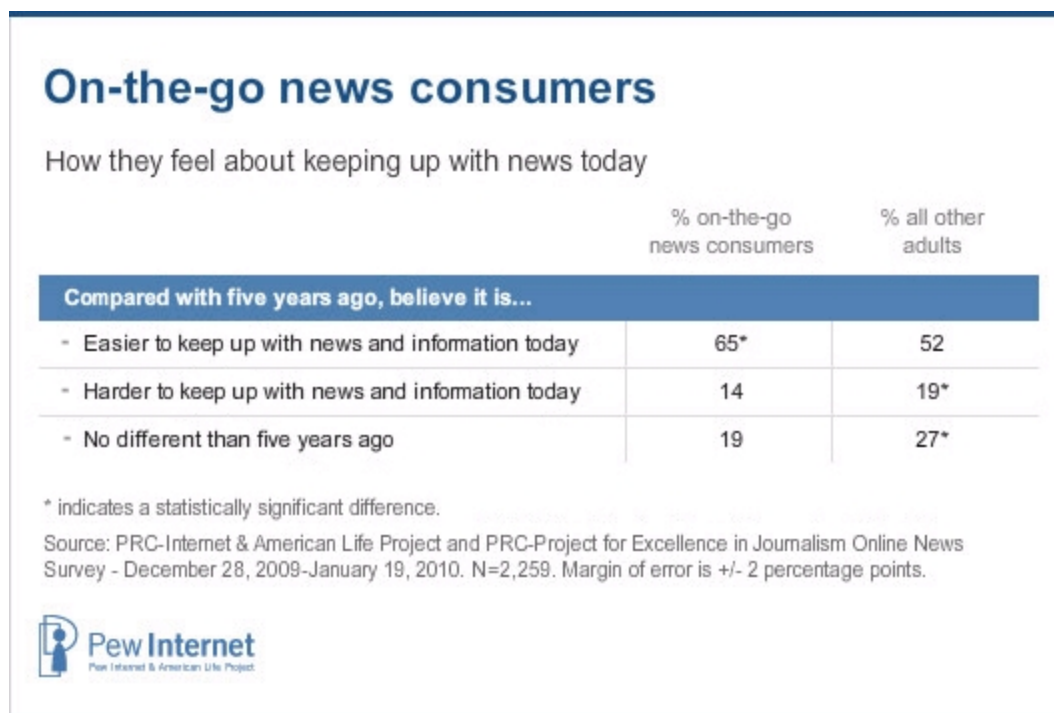 On-the-go news consumers
How they feel about keeping up with news today
% on-the-go news consumers
% all other adults
Compared with five years ago, believe it is...
- Easier to keep up with news and information today 65* 52
- Harder to keep up with news and information today 14 19*
- No different than five years ago 19 27*
* indicates a statistically significant difference.
Source: PRC-Internet & American Life Project and PRC-Project for Excellence in Journalism Online News
Survey - December 28, 2009-January 19, 2010. N=2,259. Margin of error is +/- 2 percentage points.
Pew Internet
Pew Internet & American Life Project